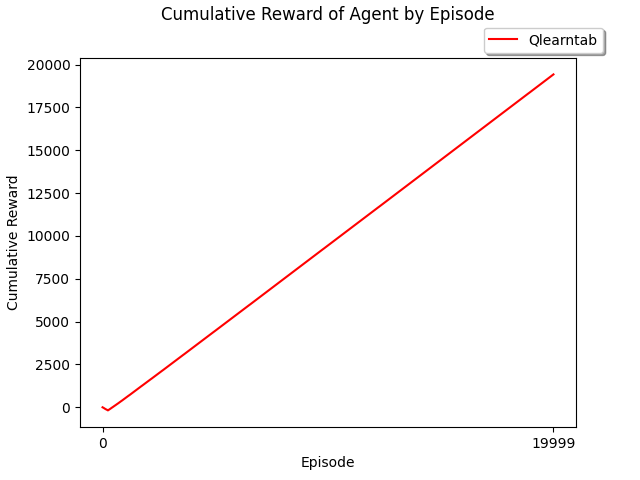 Cumulative Reward of Agent by Episode
Qlearntab
20000
17500
15000
12500
10000
7500
5000
2500
0
Cumulative Reward
0 19999
Episode